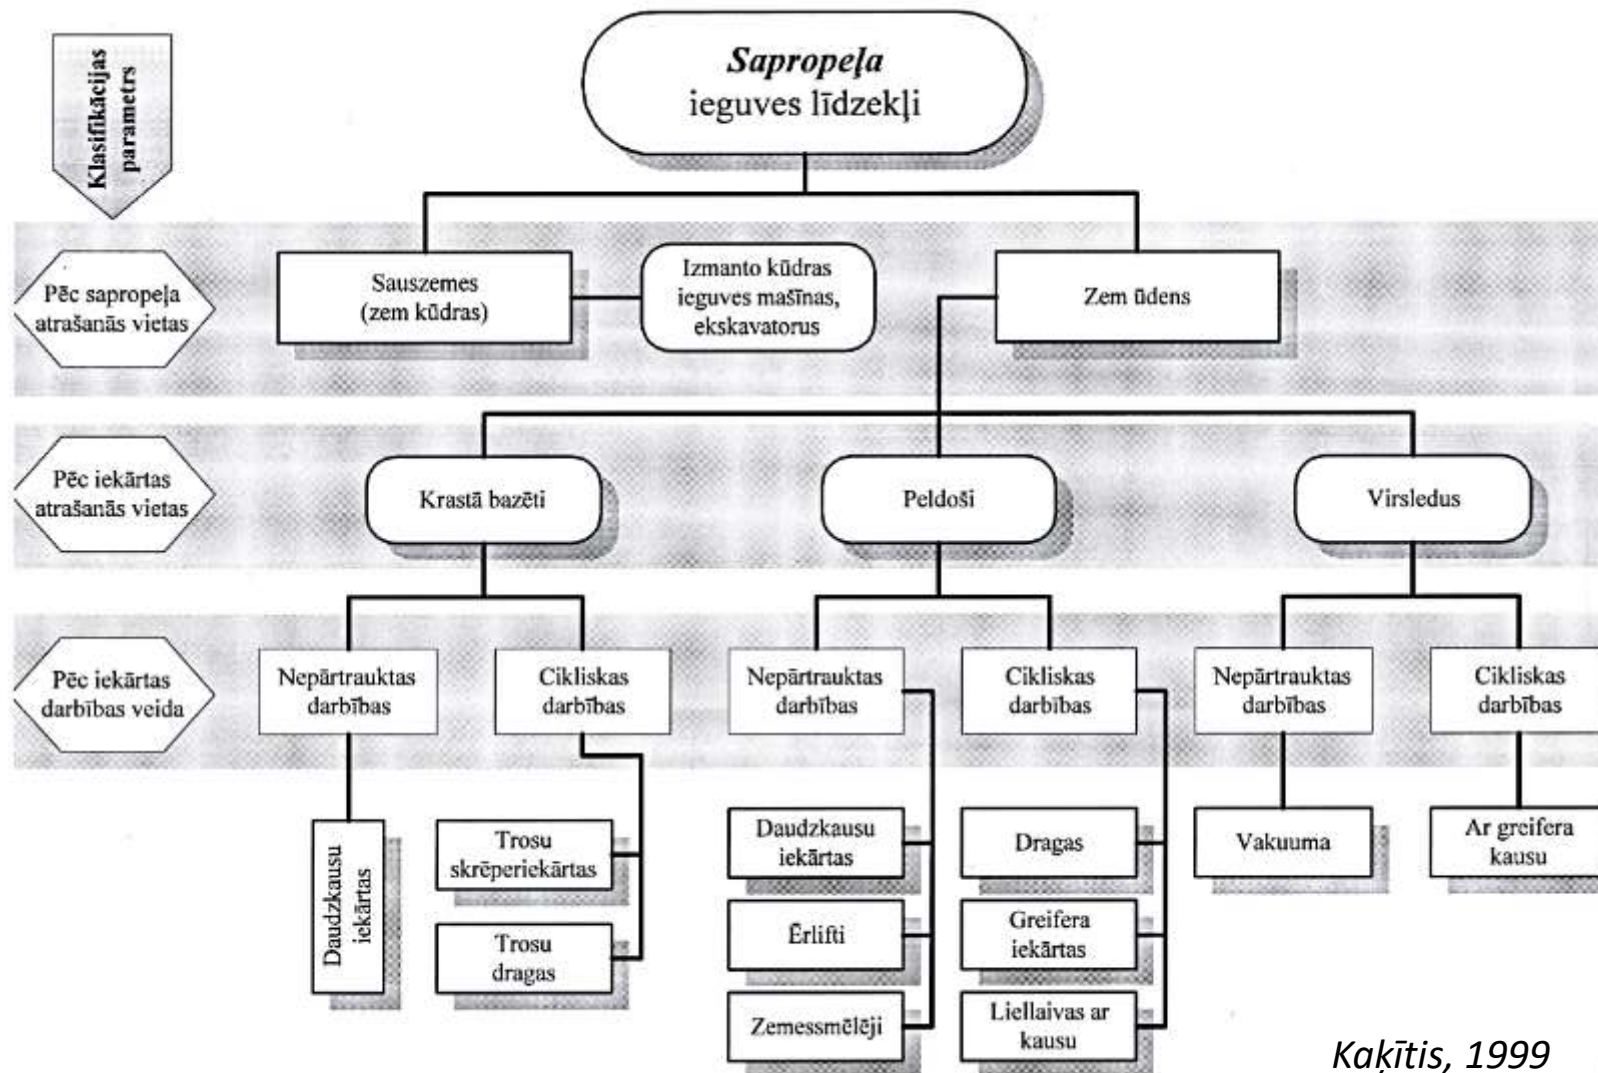 Klasifikācijas
parametrs
Sapropeļa
ieguves līdzekļi
Pēc sapropeļa
atrašanās vietas
Sauszemes
(zem kūdras)
Izmanto kūdras
ieguves mašīnas,
ekskavatorus
Zem ūdens
Pēc iekārtas
atrašanās vietas
Krastā bazēti
Peldoši
Virsledus
Pēc iekārtas
darbības veida
Nepārtrauktas
darbības
Cikliskas
darbības
Nepārtrauktas
darbības
Cikliskas
darbības
Nepārtrauktas
darbības
Cikliskas
darbības
Daudzkausu
iekārtas
Trosu
skrēperiekārtas
Trosu
dragas
Daudzkausu
iekārtas
Ērlifti
Zemessmēlēji
Dragas
Greifera
iekārtas
Liellaivas ar
kausu
Vakuuma
Ar greifera
kausu
Kaķītis, 1999